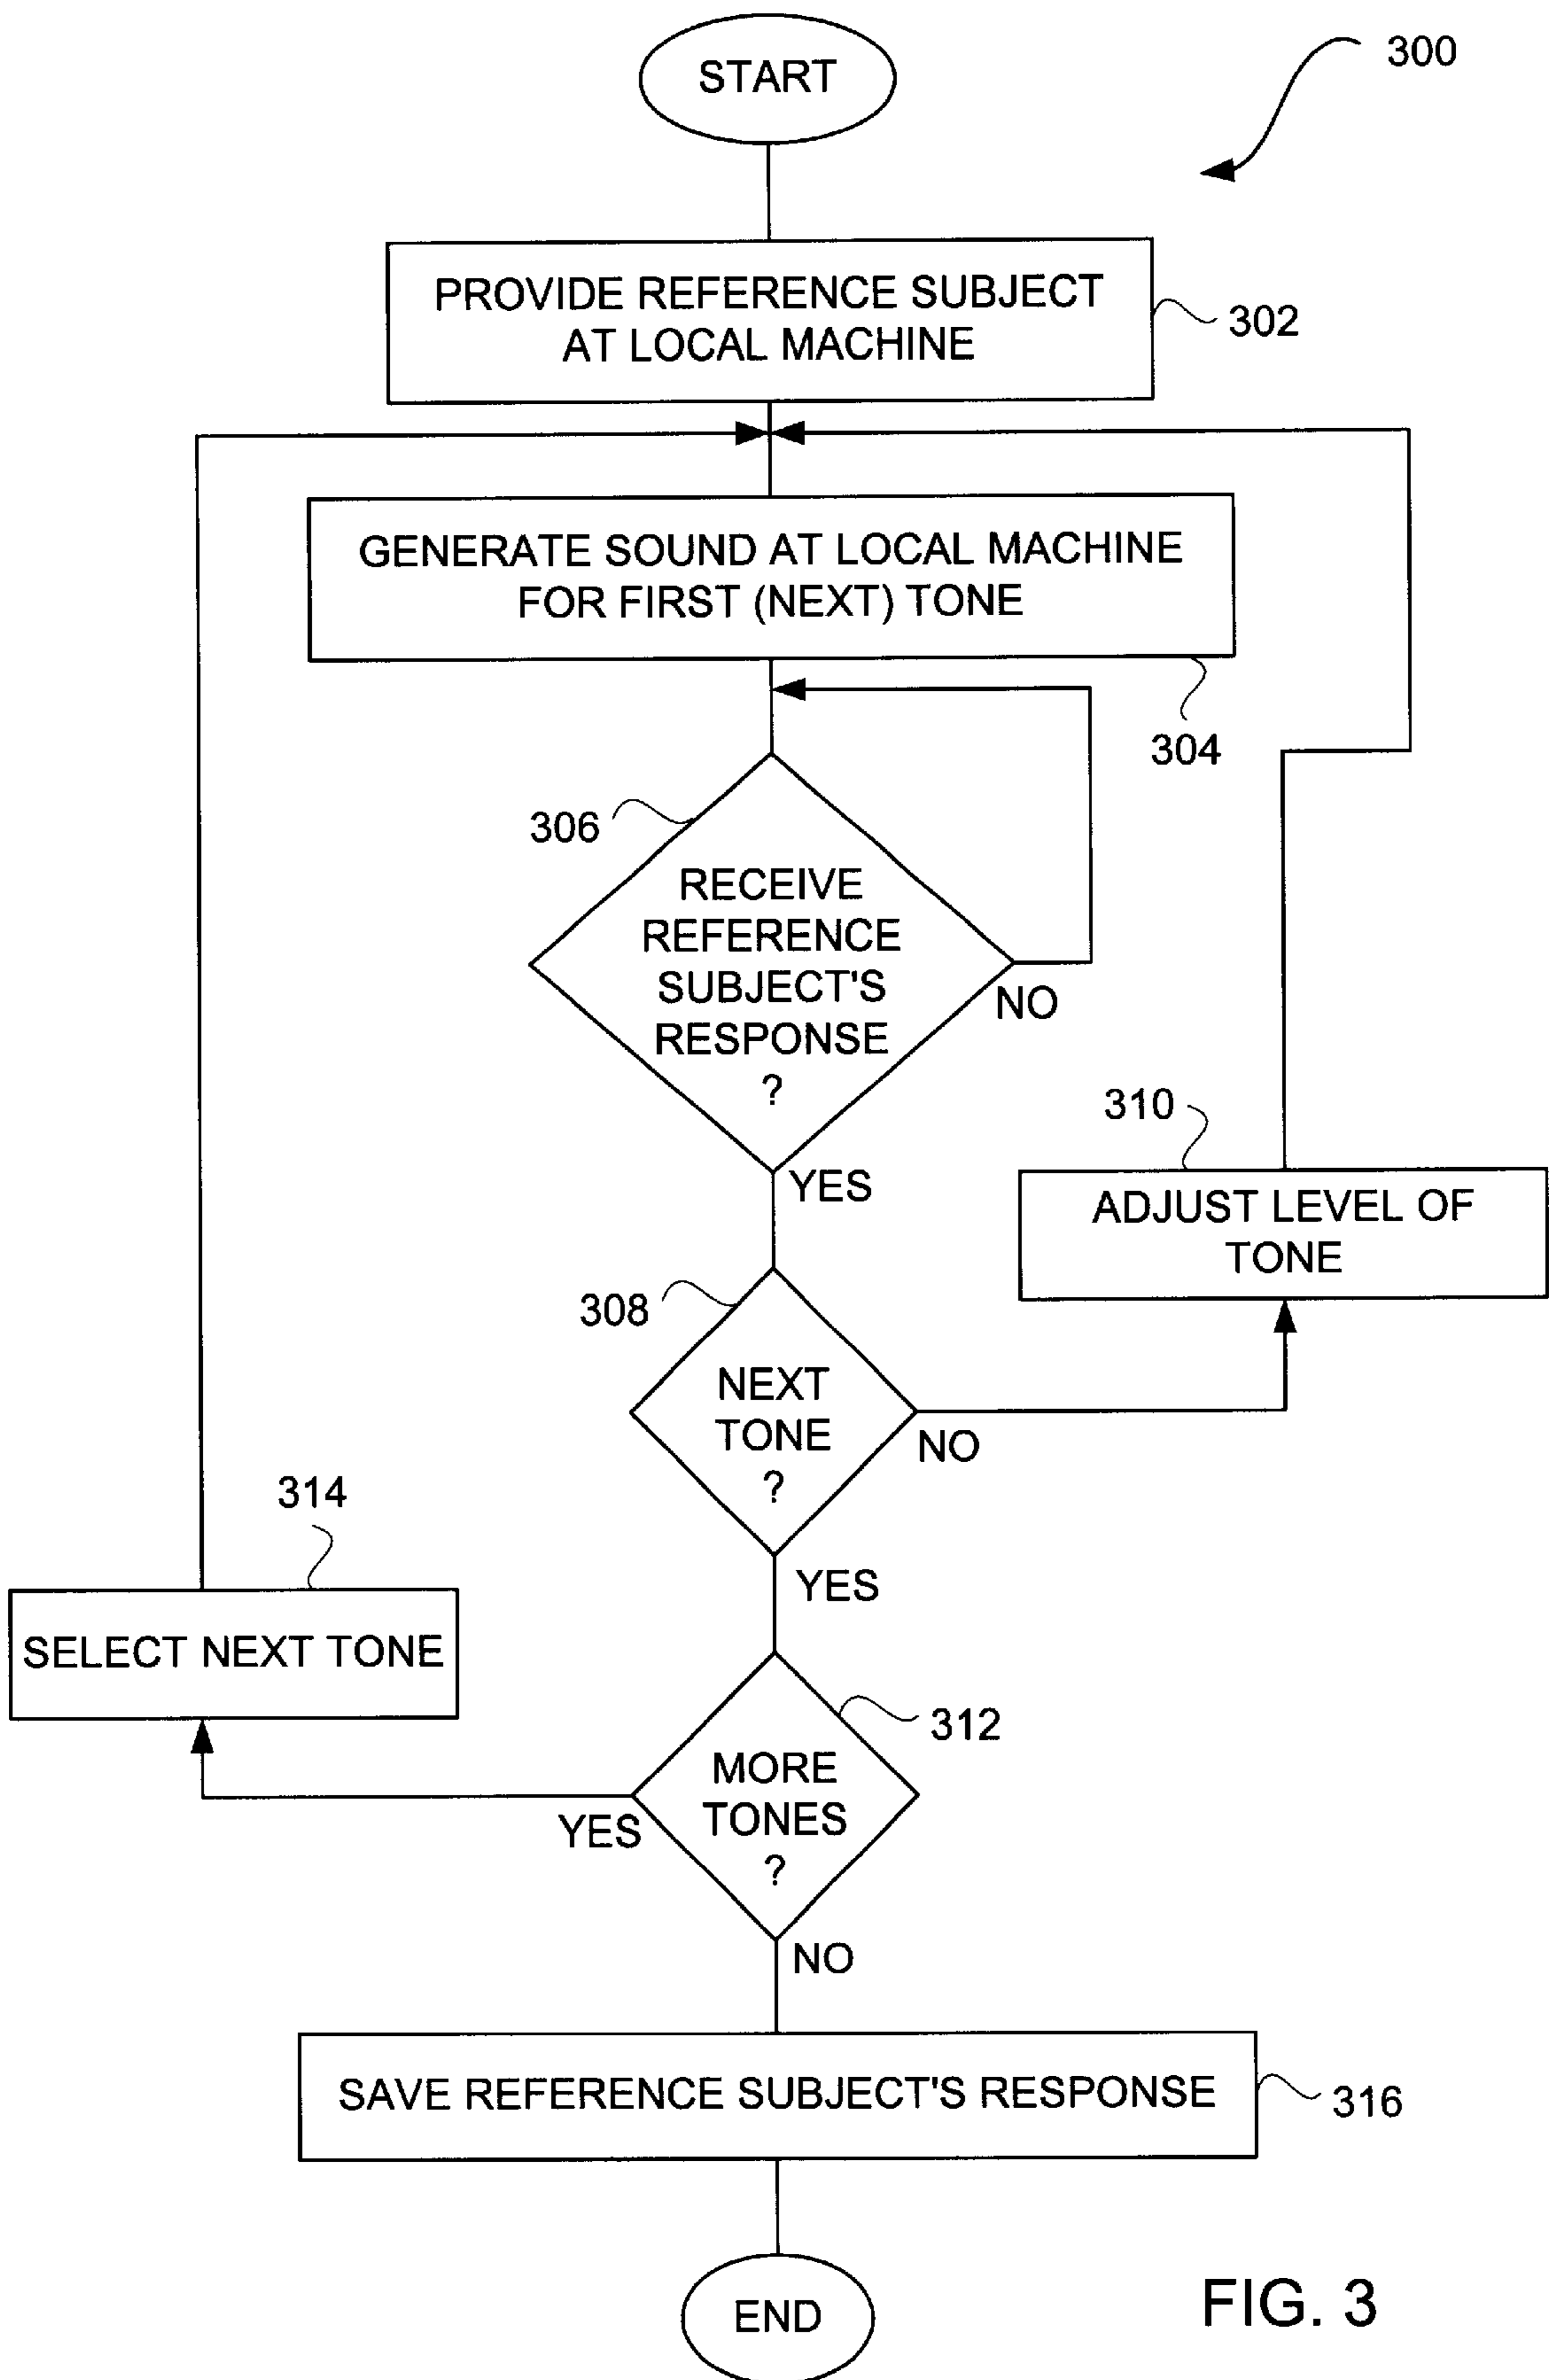 START
300
PROVIDE REFERENCE SUBJECT
AT LOCAL MACHINE
302
GENERATE SOUND AT LOCAL MACHINE
FOR FIRST (NEXT) TONE
304
306
RECEIVE
REFERENCE
SUBJECT'S
RESPONSE
?
NO
YES
310
ADJUST LEVEL OF
TONE
308
NEXT
TONE
?
NO
YES
314
SELECT NEXT TONE
312
MORE
TONES
?
YES
NO
SAVE REFERENCE SUBJECT'S RESPONSE
316
END
FIG. 3